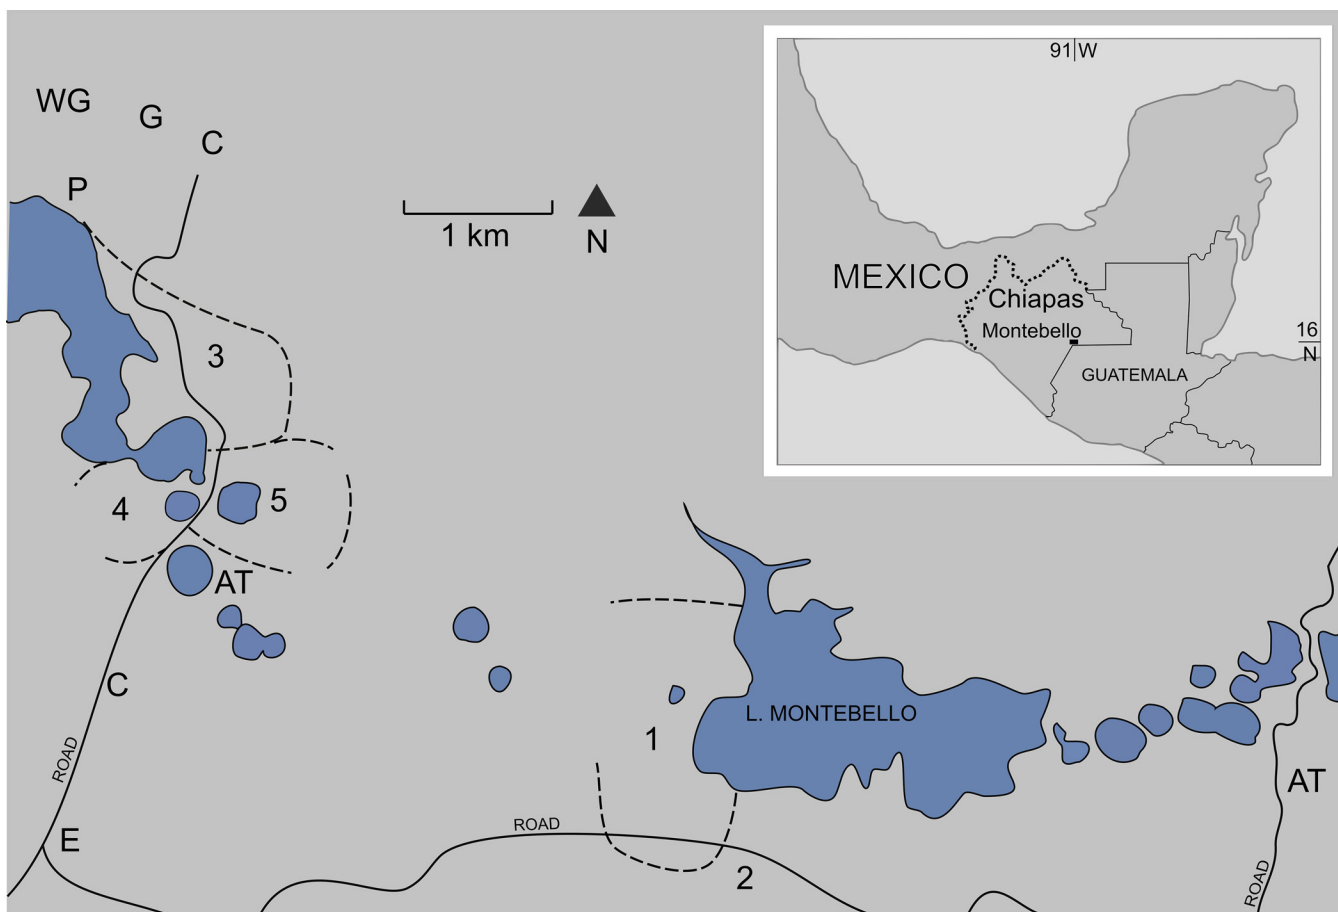 WG
G
C
P
1 km
N
3
4
5
AT
C
ROAD
E
1
L. MONTEBELLO
ROAD
2
AT
ROAD
91 W
MEXICO
Chiapas
Montebello
16
N
GUATEMALA